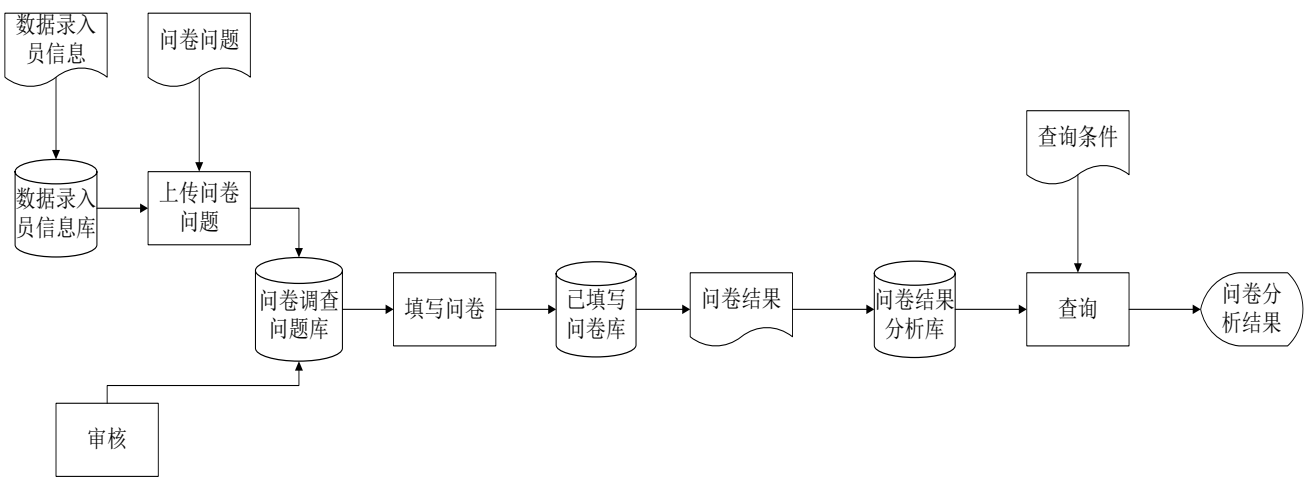 数据录入
员信息
问卷问题
查询条件
数据录入
员信息库
上传问卷
问题
问卷调查
问题库
填写问卷
已填写
问卷库
问卷结果
问卷结果
分析库
查询
问卷分
析结果
审核